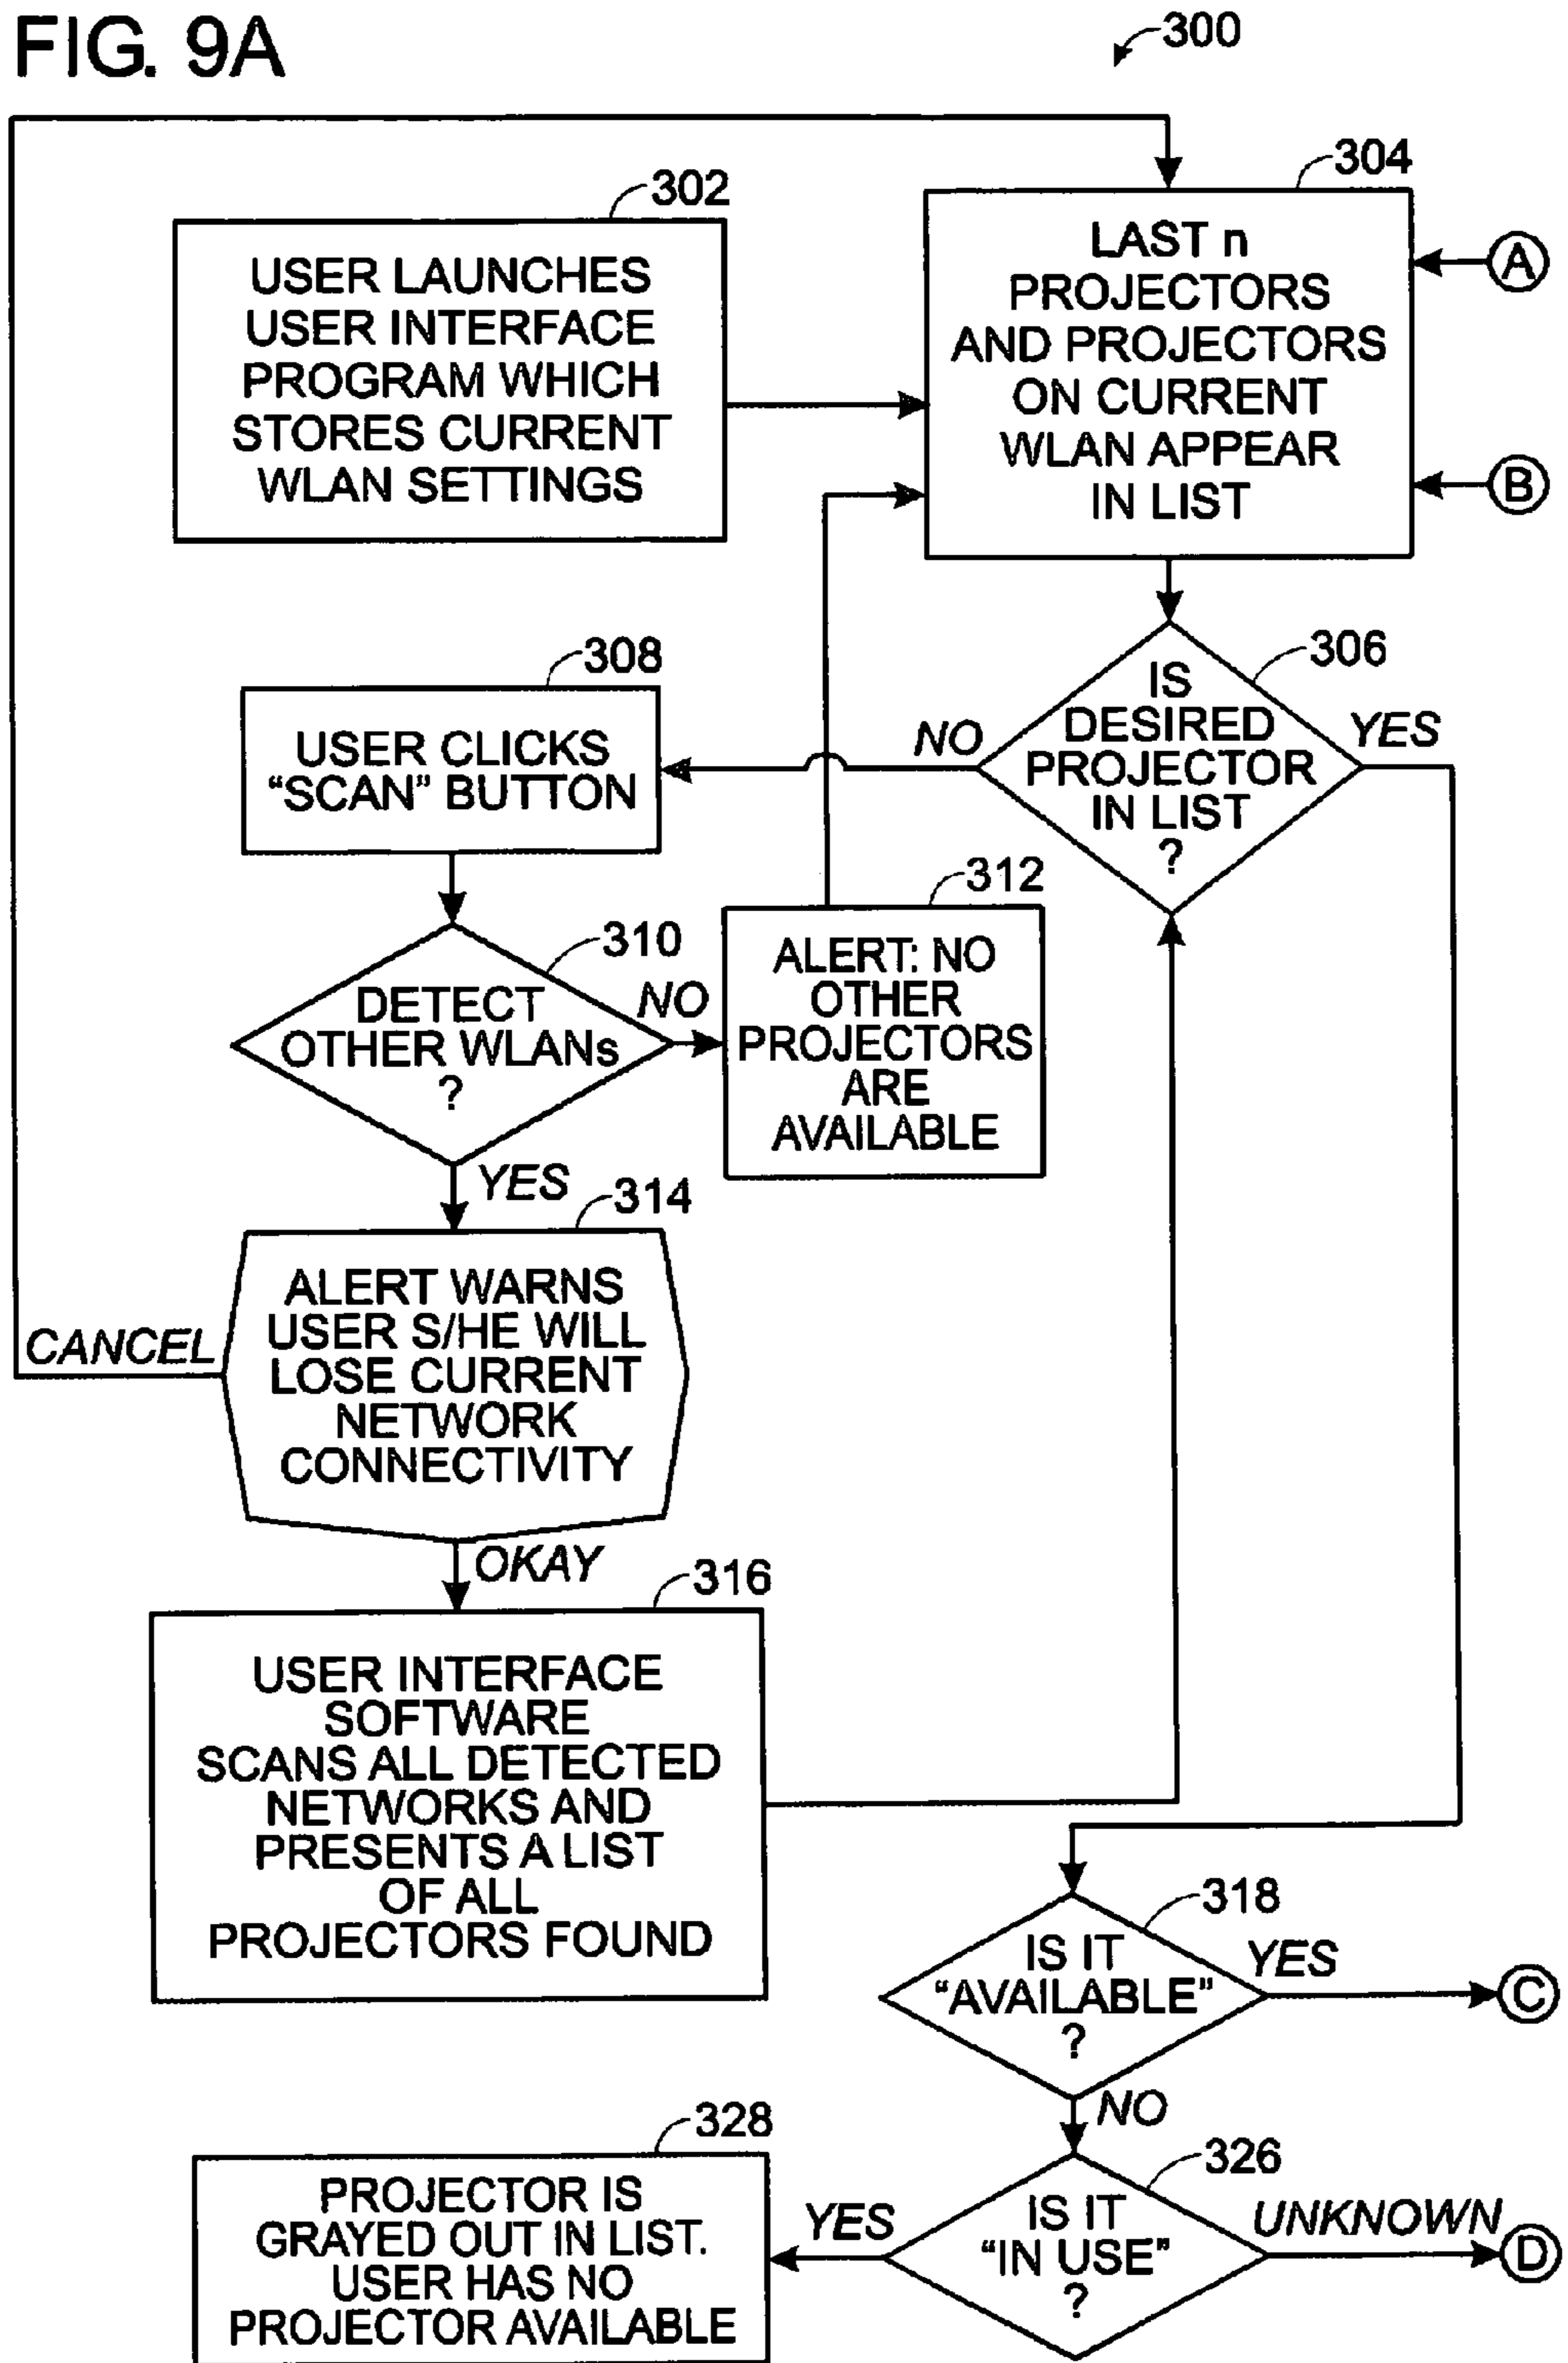 FIG. 9A
300
302
USER LAUNCHES
USER INTERFACE
PROGRAM WHICH
STORES CURRENT
WLAN SETTINGS
304
LAST n
PROJECTORS
AND PROJECTORS
ON CURRENT
WLAN APPEAR
IN LIST
A
B
306
IS
DESIRED
PROJECTOR
IN LIST
?
NO
YES
308
USER CLICKS
“SCAN” BUTTON
310
DETECT
OTHER WLANs
?
NO
YES
312
ALERT: NO
OTHER
PROJECTORS
ARE
AVAILABLE
314
ALERT WARNS
USER S/HE WILL
LOSE CURRENT
NETWORK
CONNECTIVITY
CANCEL
OKAY
316
USER INTERFACE
SOFTWARE
SCANS ALL DETECTED
NETWORKS AND
PRESENTS A LIST
OF ALL
PROJECTORS FOUND
318
IS IT
“AVAILABLE”
?
YES
C
NO
326
IS IT
“IN USE”
?
YES
UNKNOWN
D
328
PROJECTOR IS
GRAYED OUT IN LIST.
USER HAS NO
PROJECTOR AVAILABLE